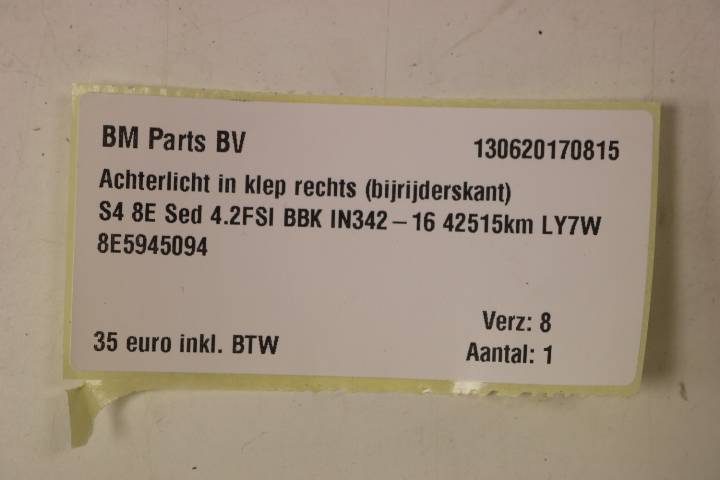 BM Parts BV 130620170815
Achterlicht in klep rechts (bijrijderskant)
S4 8E Sed 4.2FSI BBK IN342 – 16 42515km LY7W
8E5945094
Verz: 8
35 euro inkl. BTW Aantal: 1